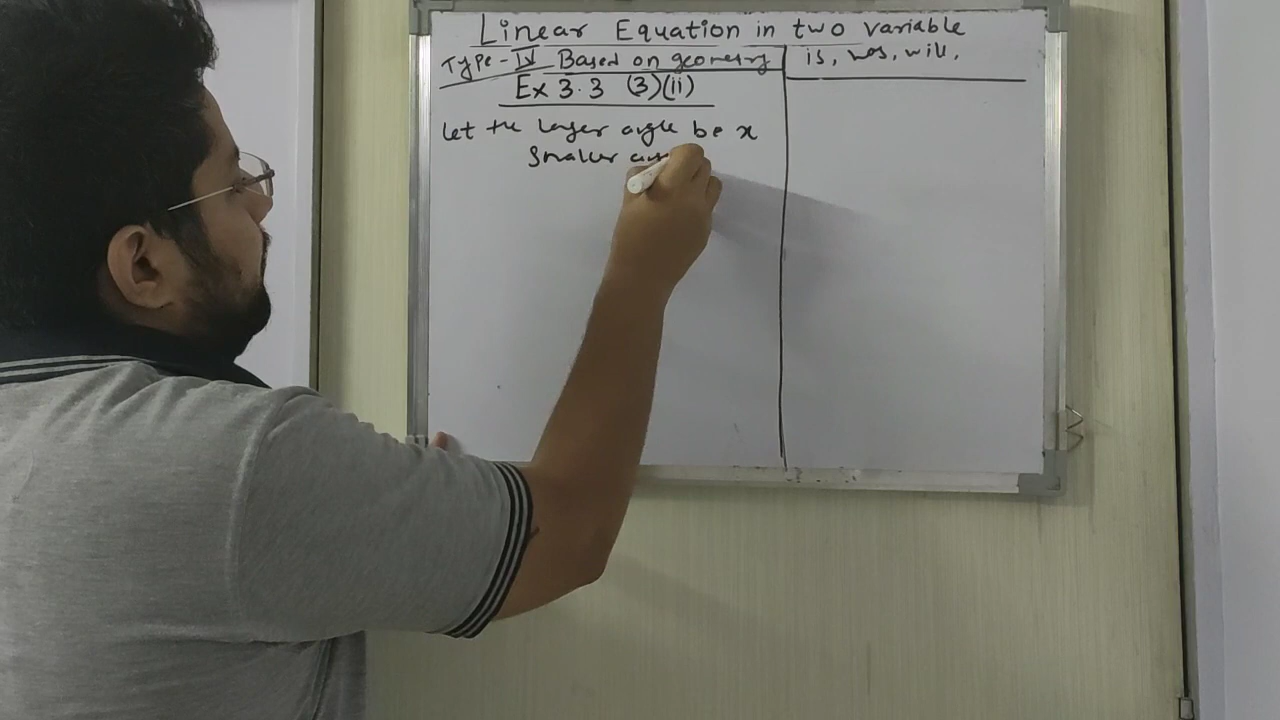 Linear Equation in two variable
Type-IV Based on geometry
is, was, will,
Ex 3.3 (3)(ii)
Let the larger angle be x
Smaller